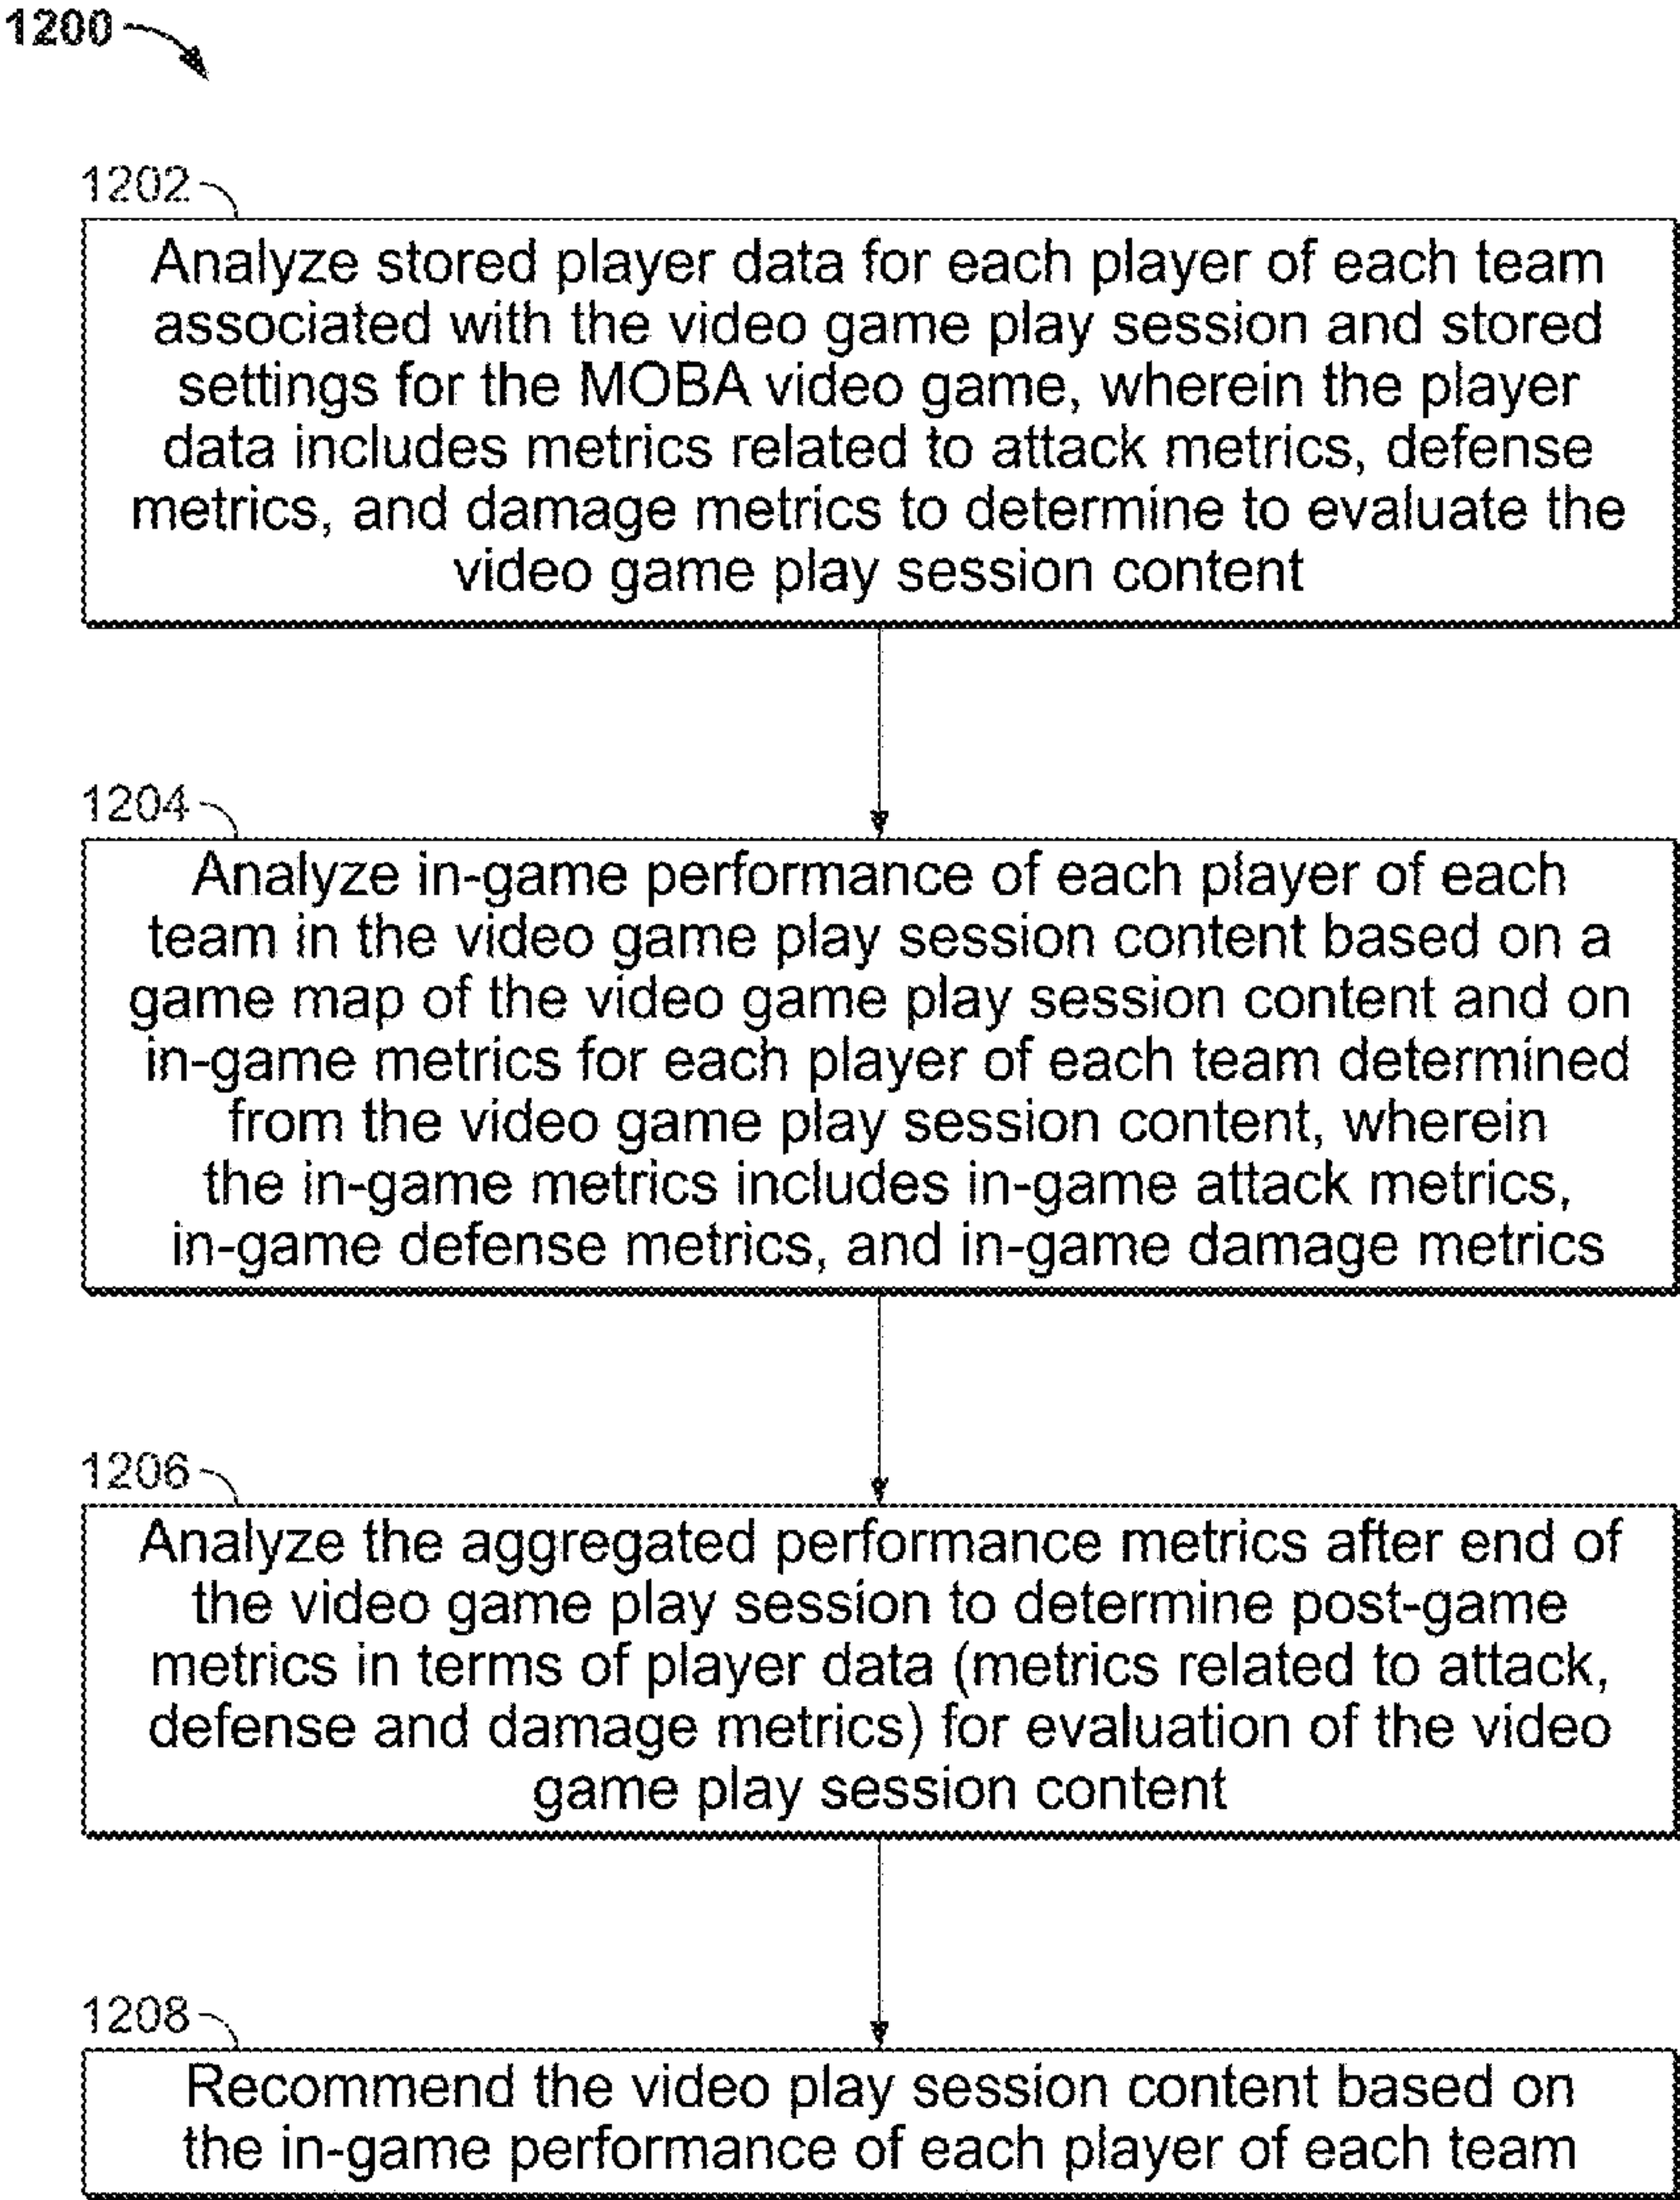 1200
1202
Analyze stored player data for each player of each team
associated with the video game play session and stored
settings for the MOBA video game, wherein the player
data includes metrics related to attack metrics, defense
metrics, and damage metrics to determine to evaluate the
video game play session content
1204
Analyze in-game performance of each player of each
team in the video game play session content based on a
game map of the video game play session content and on
in-game metrics for each player of each team determined
from the video game play session content, wherein
the in-game metrics includes in-game attack metrics,
in-game defense metrics, and in-game damage metrics
1206
Analyze the aggregated performance metrics after end of
the video game play session to determine post-game
metrics in terms of player data (metrics related to attack,
defense and damage metrics) for evaluation of the video
game play session content
1208
Recommend the video play session content based on
the in-game performance of each player of each team